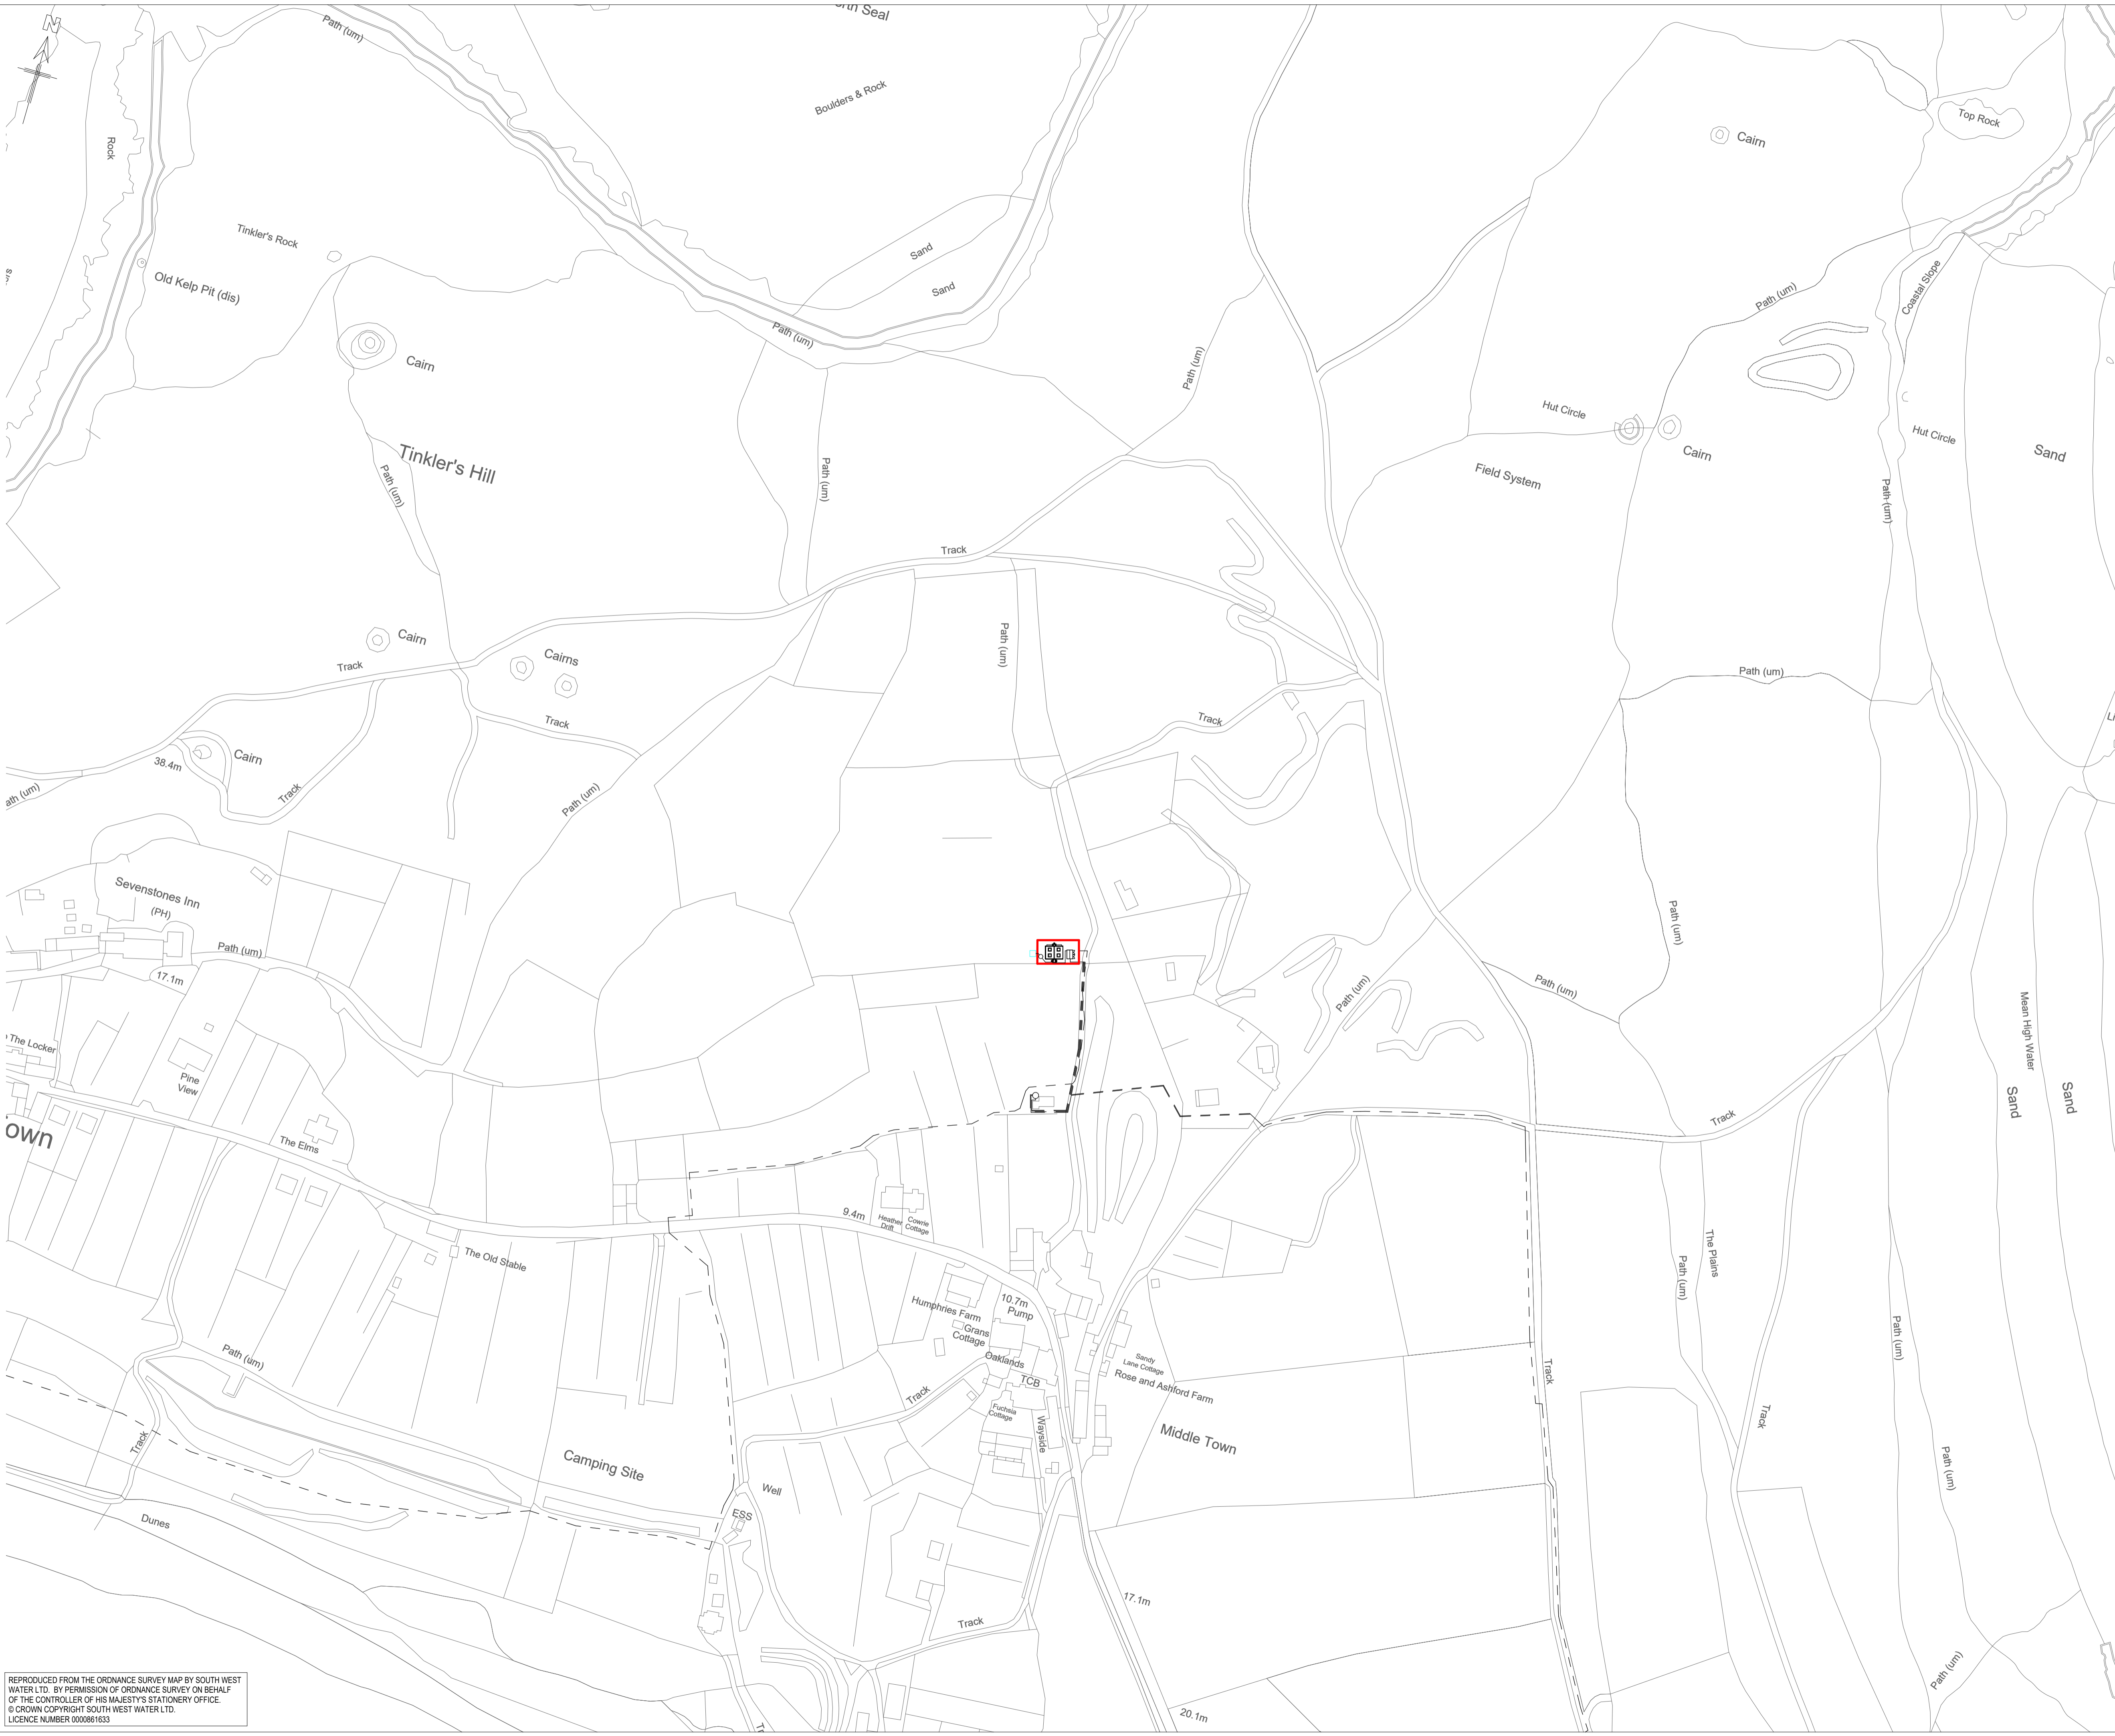 N
Path (um)
rth Seal
Boulders & Rock
Rock
Top Rock
Cairn
Tinkler's Rock
Sand
Sand
Old Kelp Pit (dis)
Coastal Slope
Path (um)
Path (um)
Path (um)
Cairn
Hut Circle
Hut Circle
Tinkler's Hill
Path (um)
Path (um)
Cairn
Sand
Field System
Path (um)
Track
Cairn
Path (um)
Cairns
Track
Path (um)
Track
Track
38.4m
Cairn
Track
ath (um)
Path (um)
Sevenstones Inn
(PH)
Path (um)
Path (um)
17.1m
Path (um)
Path (um)
Mean High Water
The Locker
Pine
View
Sand
Sand
Track
own
The Elms
9.4m
Heather
Drift
Cowrie
Cottage
The Plains
Path (um)
The Old Stable
Humphries Farm
10.7m
Pump
Grans
Cottage
Path (um)
Path (um)
Oaklands
Sandy
Lane Cottage
TCB
Rose and Ashford Farm
Track
Track
Track
Fuchsia
Cottage
Wayside
Middle Town
Track
Camping Site
Well
Path (um)
ESS
Dunes
17.1m
Track
Path (um)
20.1m
Tr
REPRODUCED FROM THE ORDNANCE SURVEY MAP BY SOUTH WEST
WATER LTD. BY PERMISSION OF ORDNANCE SURVEY ON BEHALF
OF THE CONTROLLER OF HIS MAJESTY'S STATIONERY OFFICE.
© CROWN COPYRIGHT SOUTH WEST WATER LTD.
LICENCE NUMBER 0000861633